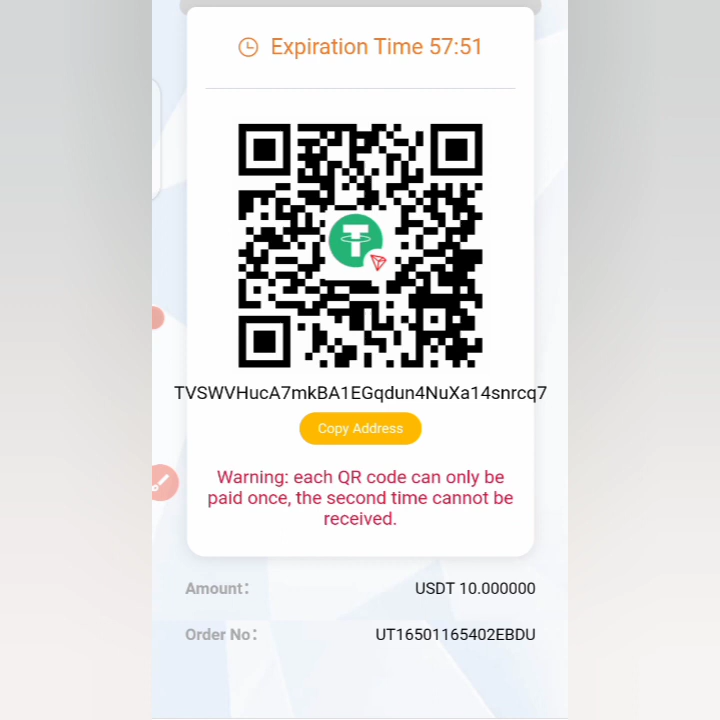 Expiration Time 57:51
TVSWVHucA7mkBA1EGqdun4NuXa14snrcq7
Copy Address
Warning: each QR code can only be
paid once, the second time cannot be
received.
Amount: USDT 10.000000
Order No: UT16501165402EBDU